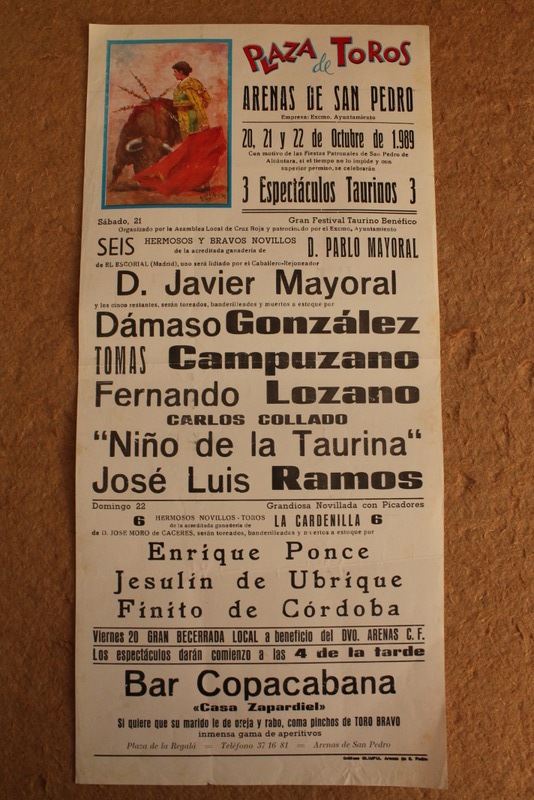 PLAZA de TOROS
ARENAS DE SAN PEDRO
Empresa: Excmo. Ayuntamiento
20, 21 y 22 de Octubre de 1.989
Con motivo de las Fiestas Patronales de San Pedro de
Alcántara, si el tiempo no lo impide y con
superior permiso, se celebrarán
3 Espectáculos Taurinos 3
Sábado, 21 Gran Festival Taurino Benéfico
Organizado por la Asamblea Local de Cruz Roja y patrocinado por el Excmo. Ayuntamiento
SEIS HERMOSOS Y BRAVOS NOVILLOS
de la acreditada ganadería de D. PABLO MAYORAL
de EL ESCORIAL (Madrid), uno será lidiado por el Caballero-Rejoneador
D. Javier Mayoral
y los cinco restantes, serán toreados, banderilleados y muertos a estoque por
Dámaso González
TOMAS Campuzano
Fernando Lozano
CARLOS COLLADO
"Niño de la Taurina"
José Luis Ramos
Domingo 22 Grandiosa Novillada con Picadores
6 HERMOSOS NOVILLOS-TOROS
de la acreditada ganadería de LA CARDENILLA 6
de D. JOSE MORO de CACERES, serán toreados, banderilleados y muertos a estoque por
Enrique Ponce
Jesulín de Ubrique
Finito de Córdoba
Viernes 20 GRAN BECERRADA LOCAL a beneficio del DVO. ARENAS C. F.
Los espectáculos darán comienzo a las 4 de la tarde
Bar Copacabana
«Casa Zapardiel»
Si quiere que su marido le de oreja y rabo, coma pinchos de TORO BRAVO
inmensa gama de aperitivos
Plaza de la Regalá = Teléfono 37 16 81 = Arenas de San Pedro
Gráficas OLIMPIA. Arenas de S. Pedro